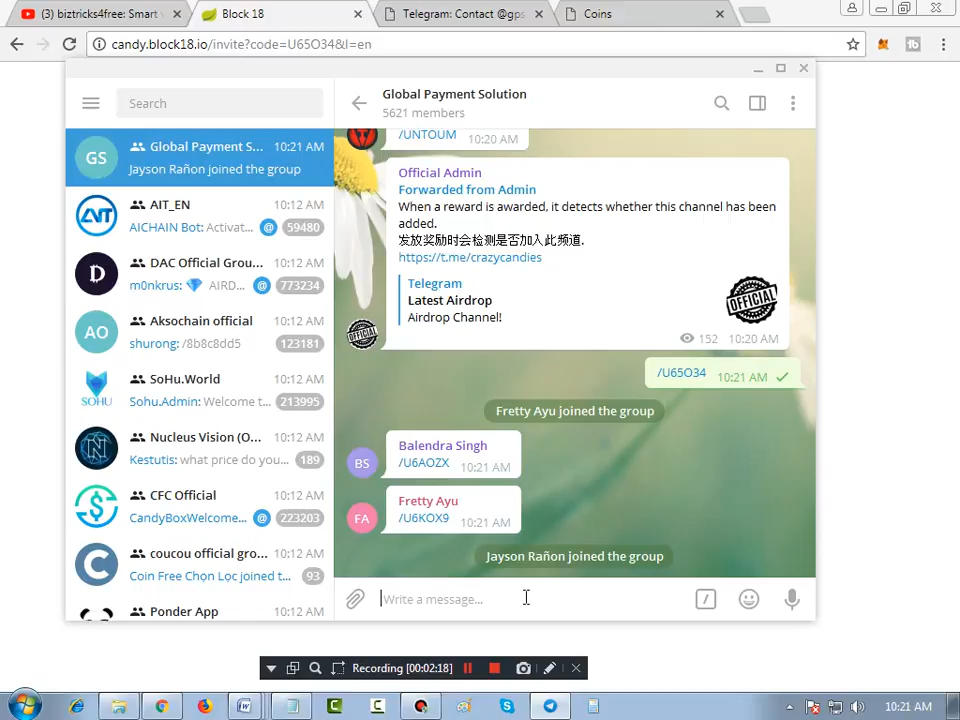 (3) biztricks4free: Smart
Block 18
Telegram: Contact @gps
Coins
candy.block18.io/invite?code=U65O34&l=en
Search
GS
Global Payment S... 10:21 AM
Jayson Rañon joined the group
AIT_EN 10:12 AM
AICHAIN Bot: Activat... @ 59480
DAC Official Grou... 10:12 AM
m0nkrus: 💎 AIRD... @ 773234
AO
Aksochain official 10:12 AM
shurong: /8b8c8dd5 123181
SOHU
SoHu.World 10:12 AM
Sohu.Admin: Welcome t... 213995
Nucleus Vision (O... 10:12 AM
Kestutis: what price do you... 189
CFC Official 10:12 AM
CandyBoxWelcome... @ 223203
coucou official gro... 10:12 AM
Coin Free Chọn Lọc joined t... 93
Ponder App 10:12 AM
Global Payment Solution
5621 members
/UNTOUM 10:20 AM
Official Admin
Forwarded from Admin
When a reward is awarded, it detects whether this channel has been
added.
发放奖励时会检测是否加入此频道.
https://t.me/crazycandies
Telegram
Latest Airdrop
Airdrop Channel!
OFFICIAL
OFFICIAL
152 10:20 AM
/U65O34 10:21 AM
Fretty Ayu joined the group
Balendra Singh
BS
/U6AOZX 10:21 AM
Fretty Ayu
FA
/U6KOX9 10:21 AM
Jayson Rañon joined the group
Write a message...
Recording [00:02:18]
10:21 AM